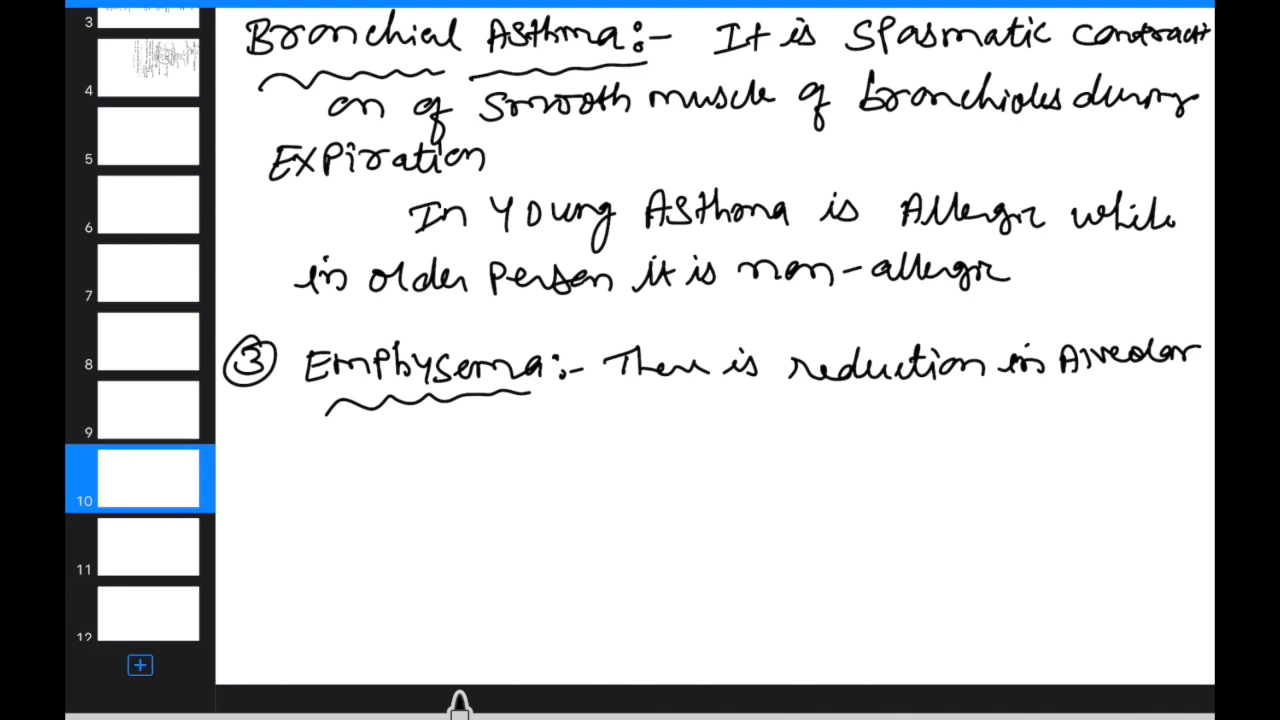 3
4
5
6
7
8
9
10
11
12
Bronchial Asthma:- It is Spasmatic contract
on of smooth muscle of bronchioles during
Expiration
In Young Asthma is Allergic while
in older person it is non-allergic
③ Emphysema:- There is reduction in Alveolar